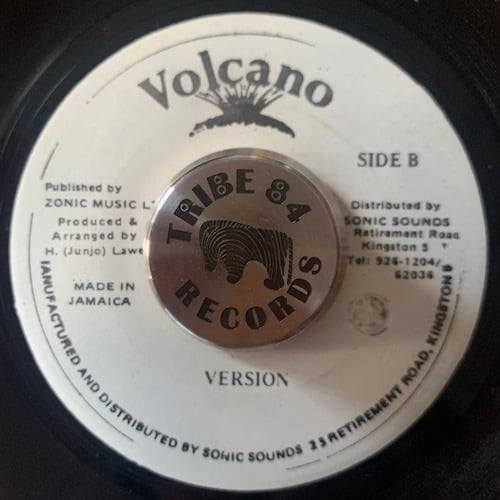 Volcano
SIDE B
Published by
ZONIC MUSIC
Produced &
Arranged by
H. (Junjo)
MADE IN
JAMAICA
Distributed by
SONIC SOUNDS
Retirement Road
Kingston 5
Tel: 926-1204/
62036
TRIBE 84
RECORDS
VERSION
MANUFACTURED AND DISTRIBUTED BY SONIC SOUNDS 25 RETIREMENT ROAD, KINGSTON 5